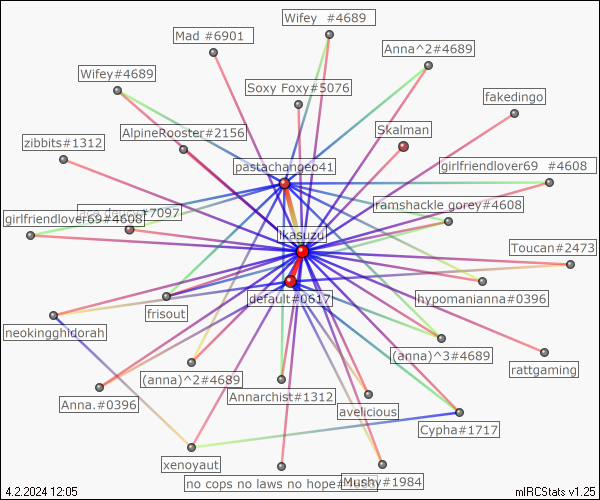 Wifey  #4689
Mad #6901
Anna^2#4689
Wifey#4689
Soxy Foxy#5076
fakedingo
AlpineRooster#2156
Skalman
zibbits#1312
pastachangeo41
girlfriendlover69  #4608
ramshackle gorey#4608
#7097
girlfriendlover69#4608
ikasuzu
Toucan#2473
default#0617
hypomanianna#0396
frisout
neokingghidorah
(anna)^3#4689
rattgaming
(anna)^2#4689
Anna.#0396
Annarchist#1312
avelicious
Cypha#1717
xenoyaut
no cops no laws no hope
Mushy#1984
4.2.2024 12:05
mIRCStats v1.25